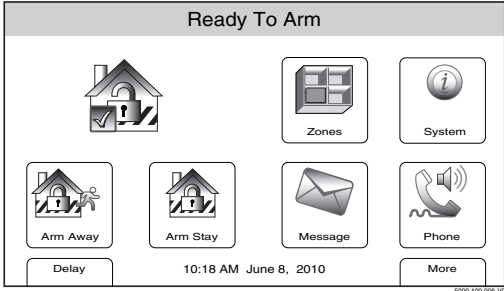 Ready To Arm
Zones
System
Arm Away
Arm Stay
Message
Phone
Delay
10:18 AM June 8, 2010
More